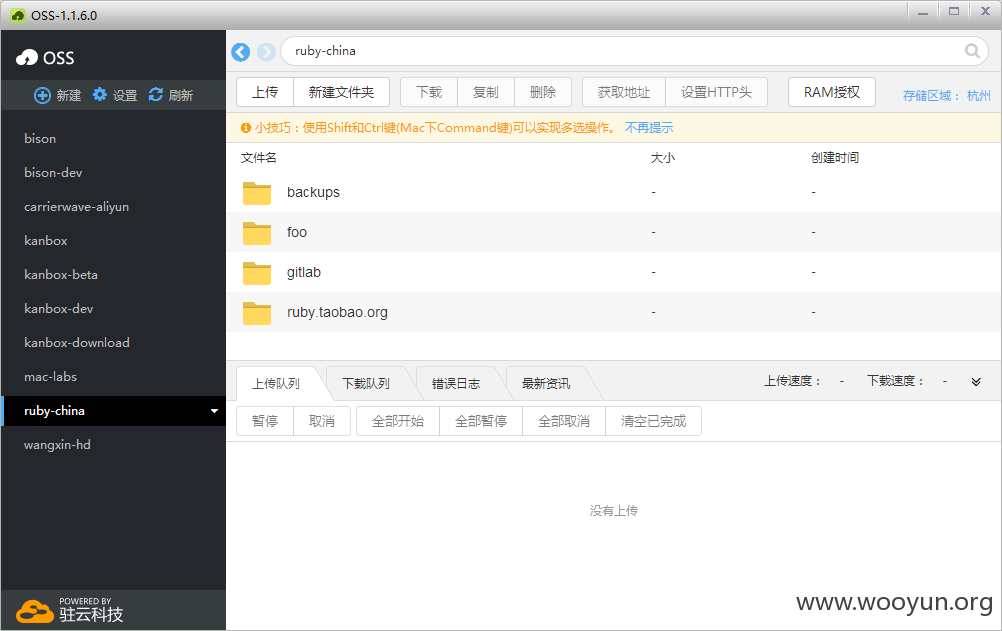 OSS-1.1.6.0
OSS
新建 设置 刷新
bison
bison-dev
carrierwave-aliyun
kanbox
kanbox-beta
kanbox-dev
kanbox-download
mac-labs
ruby-china
wangxin-hd
POWERED BY
驻云科技
ruby-china
上传 新建文件夹 下载 复制 删除 获取地址 设置HTTP头 RAM授权 存储区域： 杭州
小技巧：使用Shift和Ctrl键(Mac下Command键)可以实现多选操作。 不再提示
文件名 大小 创建时间
backups - -
foo - -
gitlab - -
ruby.taobao.org - -
上传队列 下载队列 错误日志 最新资讯 上传速度： - 下载速度： -
暂停 取消 全部开始 全部暂停 全部取消 清空已完成
没有上传
www.wooyun.org